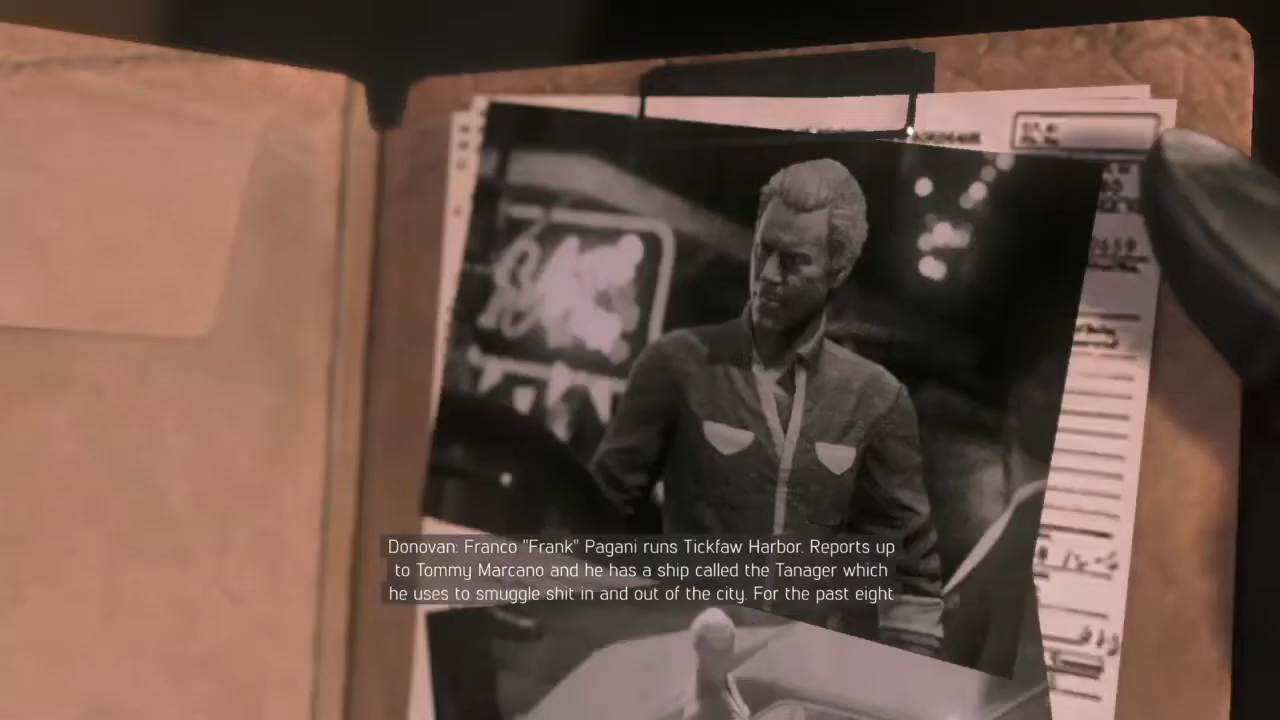 Donovan: Franco "Frank" Pagani runs Tickfaw Harbor. Reports up
to Tommy Marcano and he has a ship called the Tanager which
he uses to smuggle shit in and out of the city. For the past eight